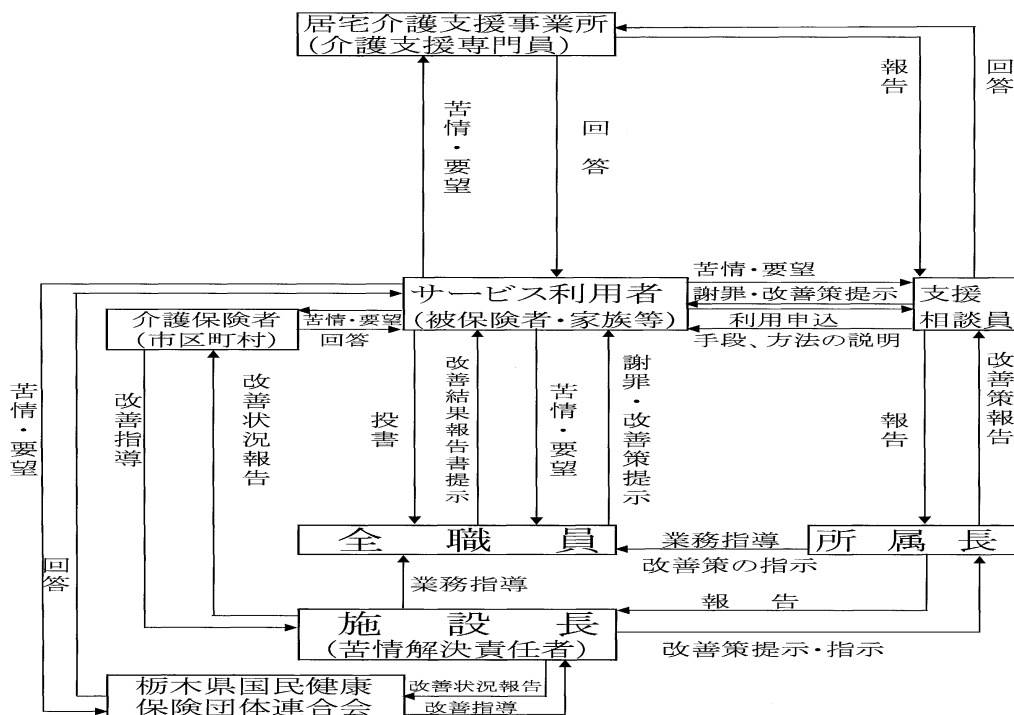 居宅介護支援事業所
(介護支援専門員)
報告
回答
苦情・要望
回答
サービス利用者
(被保険者・家族等)
苦情・要望
謝罪・改善策提示
利用申込
手段、方法の説明
支援
相談員
介護保険者
(市区町村)
苦情・要望
回答
苦情・要望
改善指導
改善状況報告
投書
改善結果報告書提示
苦情・要望
謝罪・改善策提示
報告
改善策報告
回答
全職員
業務指導
改善策の指示
所属長
業務指導
報告
施設長
(苦情解決責任者)
改善策提示・指示
栃木県国民健康
保険団体連合会
改善状況報告
改善指導